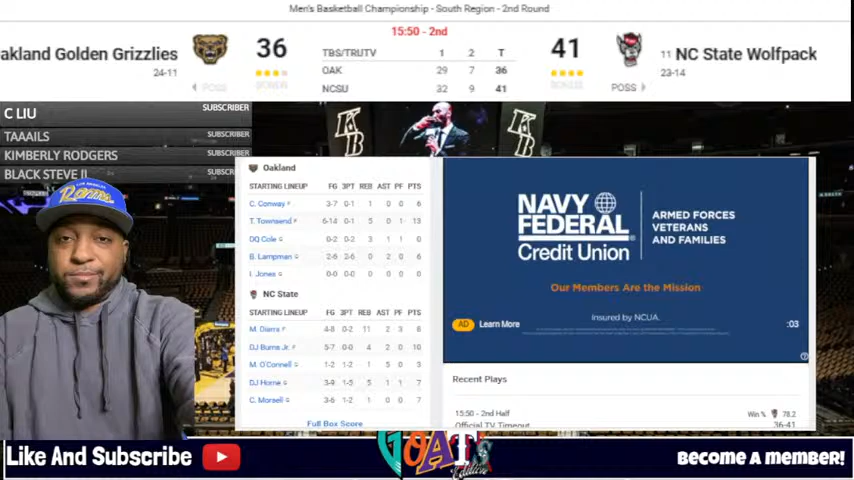 Men's Basketball Championship - South Region - 2nd Round
15:50 - 2nd
akland Golden Grizzlies
24-11
POSS
36
BONUS
TBS/TRUTV 1 2 T
OAK 29 7 36
NCSU 32 9 41
41
BONUS
11 NC State Wolfpack
23-14
POSS
C LIU SUBSCRIBER
TAAAILS SUBSCRIBER
KIMBERLY RODGERS SUBSCRIBER
BLACK STEVE II
KB
KB
Rams
Oakland
STARTING LINEUP FG 3PT REB AST PF PTS
C. Conway F 3-7 0-1 1 0 0 6
T. Townsend F 6-14 0-1 5 0 1 13
DQ Cole G 0-2 0-2 3 1 1 0
B. Lampman G 2-6 2-6 0 2 0 6
I. Jones G 0-0 0-0 0 0 0 0
NC State
STARTING LINEUP FG 3PT REB AST PF PTS
M. Diarra F 4-8 0-2 11 2 3 8
DJ Burns Jr. F 5-7 0-0 4 2 0 10
M. O'Connell G 1-2 1-2 1 5 0 3
DJ Horne G 3-9 1-5 5 1 1 7
C. Morsell G 3-6 1-2 1 0 0 7
Full Box Score
NAVY
FEDERAL
Credit Union
ARMED FORCES
VETERANS
AND FAMILIES
Our Members Are the Mission
Insured by NCUA.
AD Learn More :03
Recent Plays
15:50 - 2nd Half Win % 78.2
Official TV Timeout 36-41
Like And Subscribe
GOAT
BECOME A MEMBER!